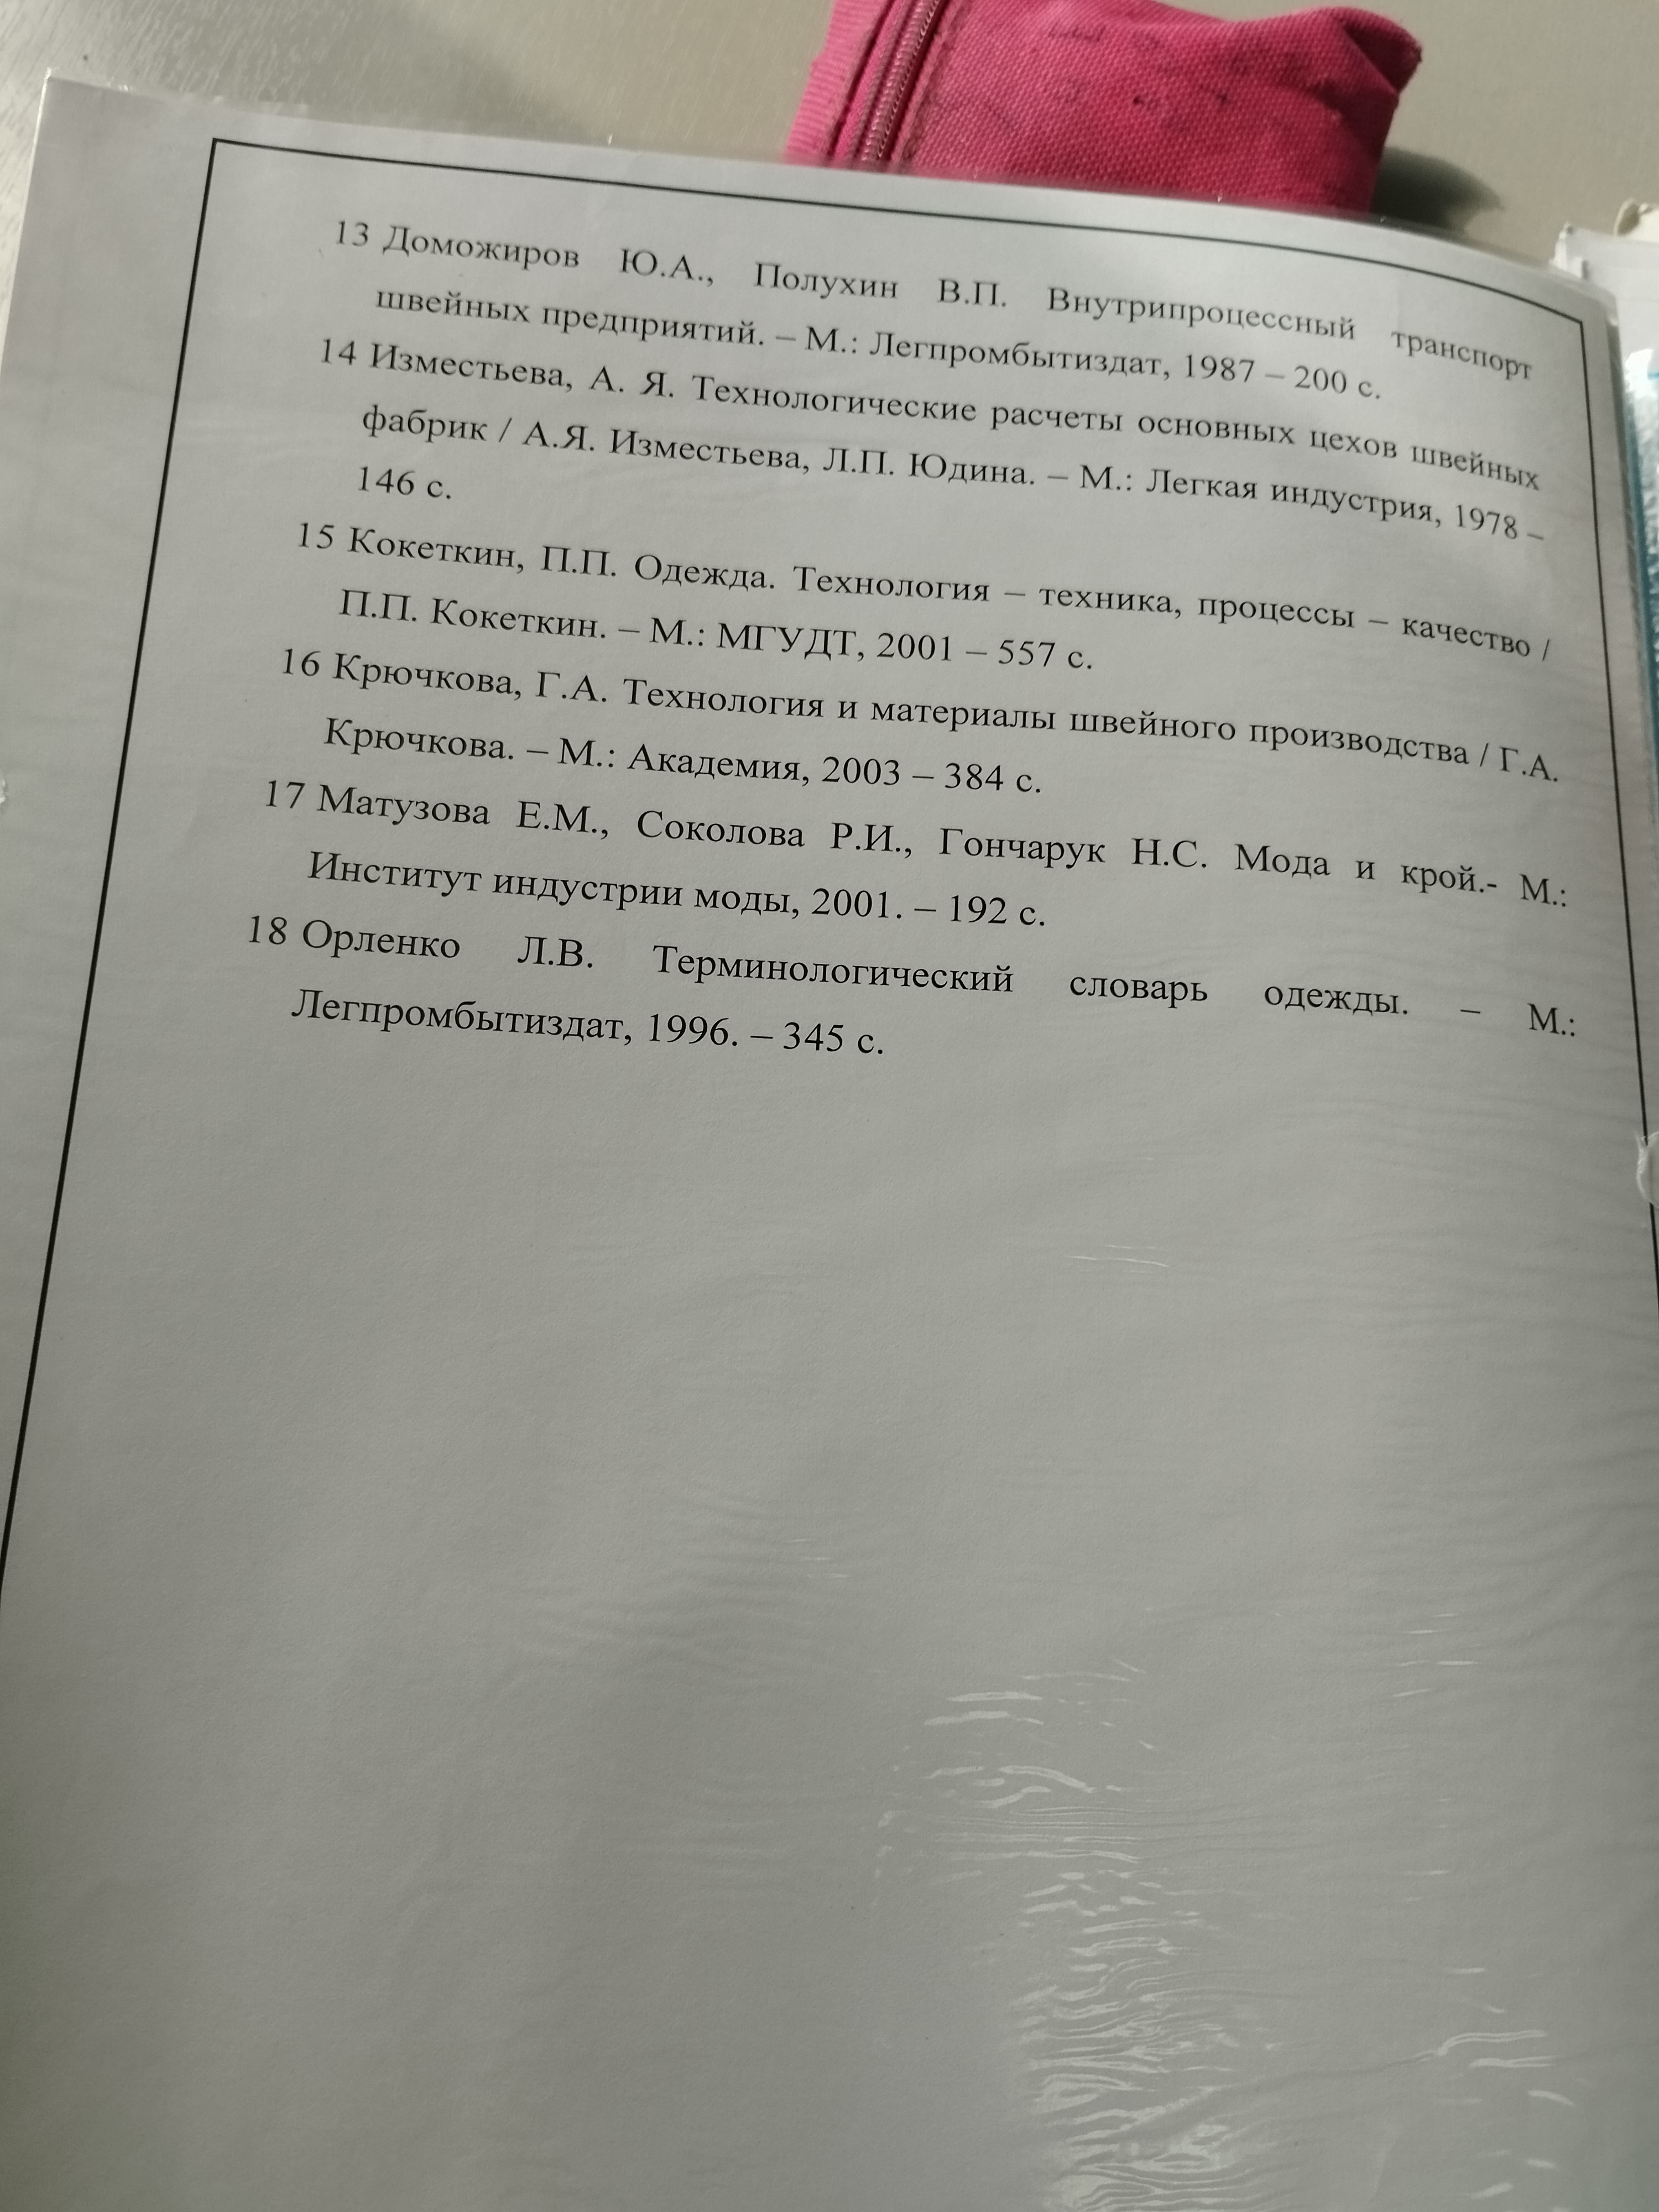 13 Доможиров Ю.А., Полухин В.П. Внутрипроцессный транспорт
швейных предприятий. – М.: Легпромбытиздат, 1987 – 200 с.
14 Изместьева, А. Я. Технологические расчеты основных цехов швейных
фабрик / А.Я. Изместьева, Л.П. Юдина. – М.: Легкая индустрия, 1978 –
146 с.
15 Кокеткин, П.П. Одежда. Технология – техника, процессы – качество /
П.П. Кокеткин. – М.: МГУДТ, 2001 – 557 с.
16 Крючкова, Г.А. Технология и материалы швейного производства / Г.А.
Крючкова. – М.: Академия, 2003 – 384 с.
17 Матузова Е.М., Соколова Р.И., Гончарук Н.С. Мода и крой.- М.:
Институт индустрии моды, 2001. – 192 с.
18 Орленко Л.В. Терминологический словарь одежды. – М.:
Легпромбытиздат, 1996. – 345 с.